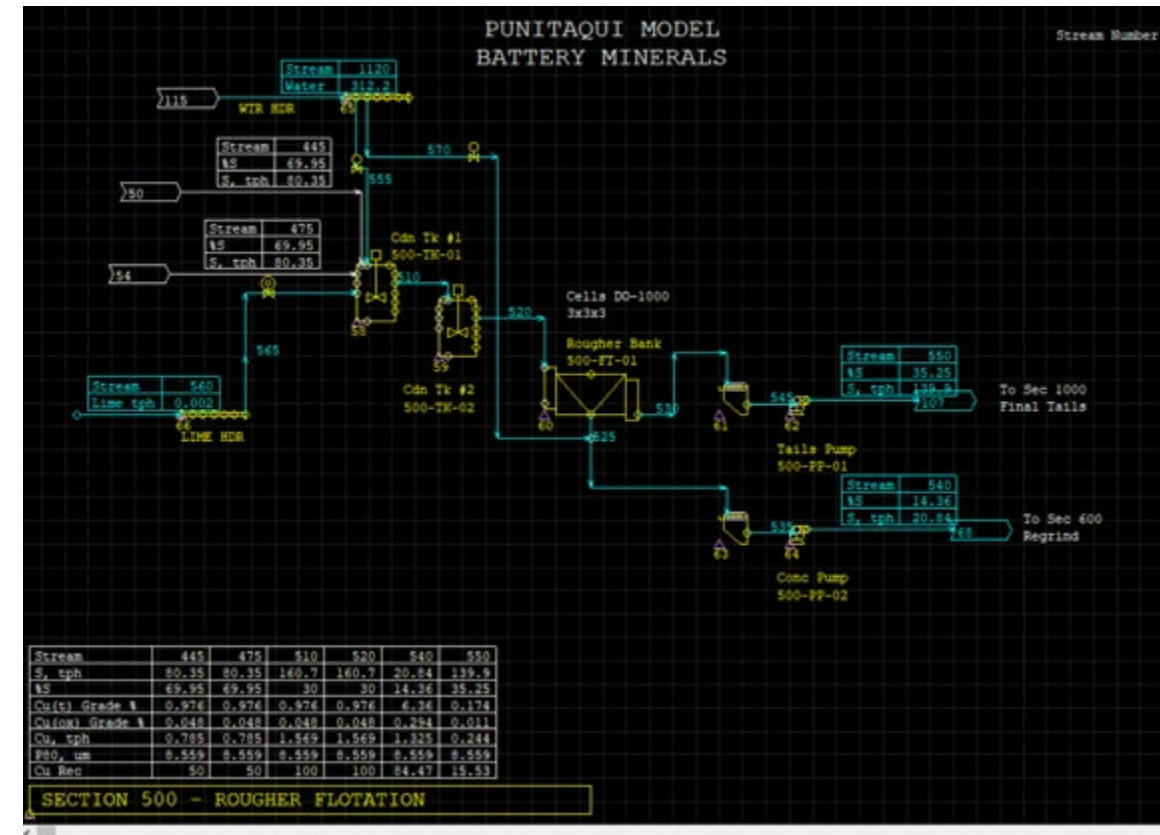 PUNITAQUI MODEL
BATTERY MINERALS
Stream Number
Stream 1120
Water 312.2
115
WTR HDR
65
570
555
Stream 445
%S 69.95
S, tph 80.35
50
Stream 475
%S 69.95
S, tph 80.35
54
Cdn Tk #1
500-TK-01
510
58
565
520
59
Cdn Tk #2
500-TK-02
Cells DO-1000
3x3x3
Rougher Bank
500-FT-01
60
530
525
Stream 560
Lime tph 0.002
66
LIME HDR
61
545
62
Tails Pump
500-PP-01
Stream 550
%S 35.25
S, tph 139.9
107
To Sec 1000
Final Tails
63
535
64
Conc Pump
500-PP-02
Stream 540
%S 14.36
S, tph 20.84
68
To Sec 600
Regrind
Stream 445 475 510 520 540 550
S, tph 80.35 80.35 160.7 160.7 20.84 139.9
%S 69.95 69.95 30 30 14.36 35.25
Cu(t) Grade % 0.976 0.976 0.976 0.976 6.36 0.174
Cu(ox) Grade % 0.048 0.048 0.048 0.048 0.294 0.011
Cu, tph 0.785 0.785 1.569 1.569 1.325 0.244
P80, um 8.559 8.559 8.559 8.559 8.559 8.559
Cu Rec 50 50 100 100 84.47 15.53
SECTION 500 - ROUGHER FLOTATION